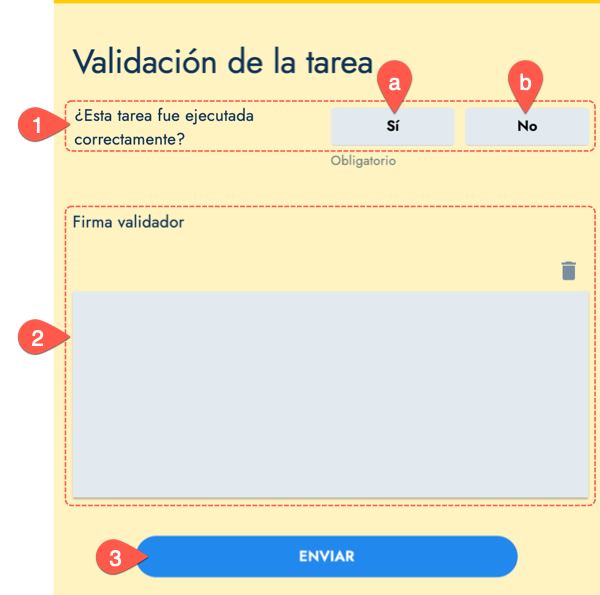 Validación de la tarea
a
b
1
¿Esta tarea fue ejecutada
correctamente?
Sí
No
Obligatorio
Firma validador
2
3
ENVIAR